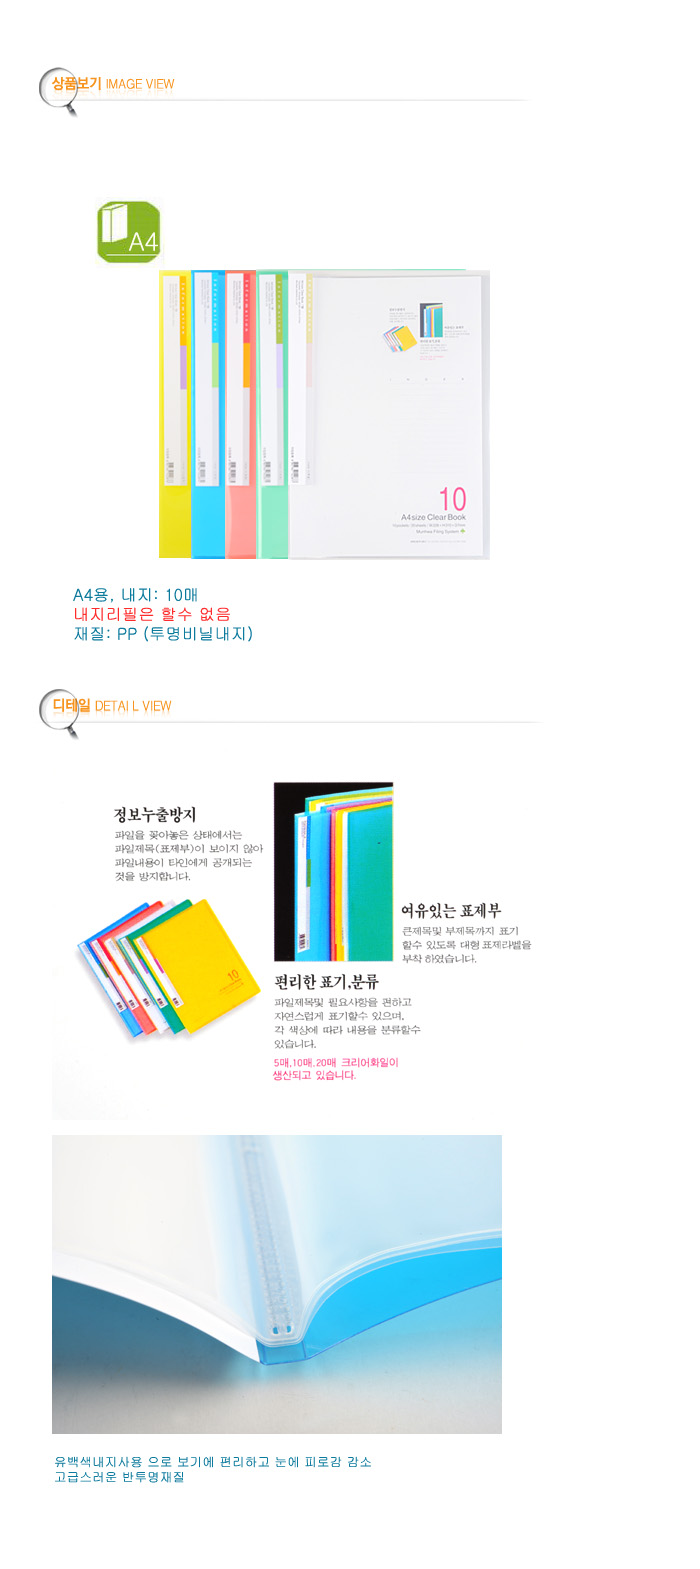 상품보기 IMAGE VIEW
A4
10
A4size Clear Book
A4용, 내지: 10매
내지리필은 할수 없음
재질: PP (투명비닐내지)
디테일 DETAIL VIEW
정보누출방지
파일을 꽂아놓은 상태에서는
파일제목(표제부)이 보이지 않아
파일내용이 타인에게 공개되는
것을 방지합니다.
여유있는 표제부
큰제목및 부제목까지 표기
할수 있도록 대형 표제라벨을
부착 하였습니다.
10
편리한 표기,분류
파일제목및 필요사항을 편하고
자연스럽게 표기할수 있으며,
각 색상에 따라 내용을 분류할수
있습니다.
5매,10매,20매 크리어화일이
생산되고 있습니다.
유백색내지사용 으로 보기에 편리하고 눈에 피로감 감소
고급스러운 반투명재질